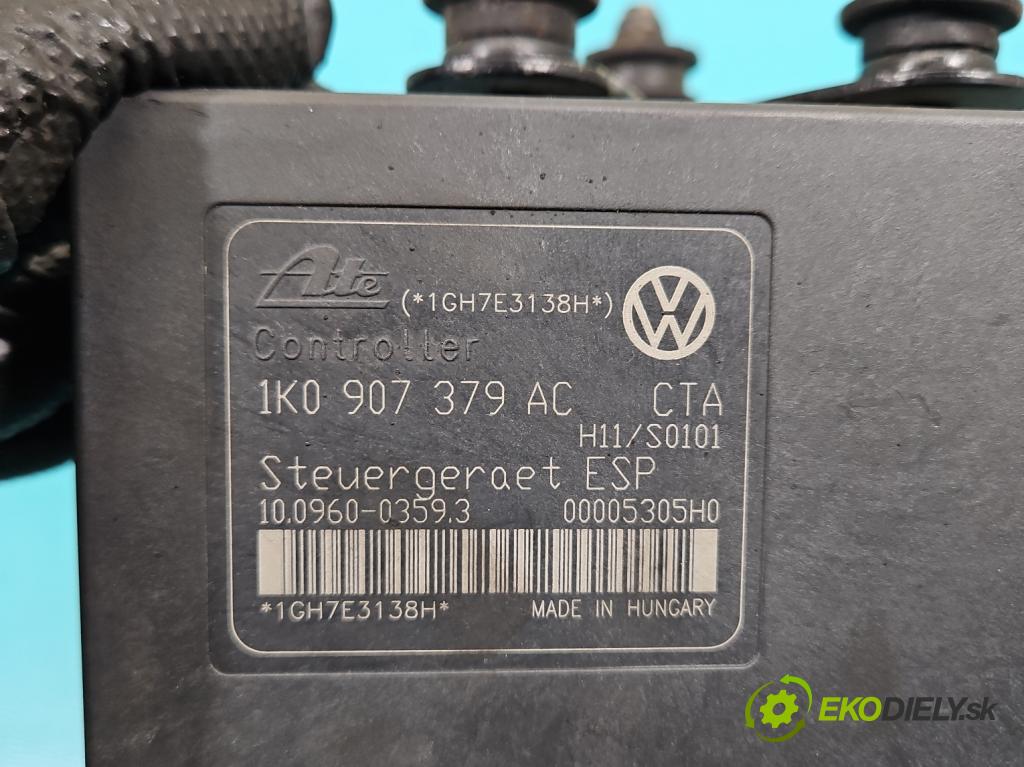 Ate (*1GH7E3138H*)
Controller
1K0 907 379 AC CTA
H11/S0101
Steuergeraet ESP
10.0960-0359.3 00005305H0
*1GH7E3138H* MADE IN HUNGARY
EKODIELY.sk